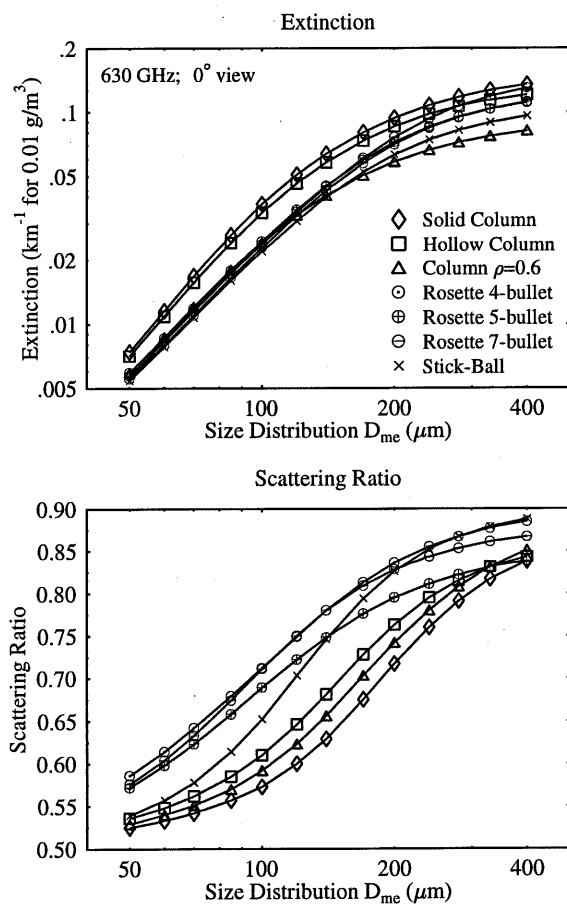 Extinction
630 GHz; 0° view
.2
.1
.05
.02
.01
.005
Extinction (km⁻¹ for 0.01 g/m³)
Solid Column
Hollow Column
Column ρ=0.6
Rosette 4-bullet
Rosette 5-bullet
Rosette 7-bullet
Stick-Ball
50 100 200 400
Size Distribution Dme (μm)
Scattering Ratio
0.90
0.85
0.80
0.75
0.70
0.65
0.60
0.55
0.50
Scattering Ratio
50 100 200 400
Size Distribution Dme (μm)